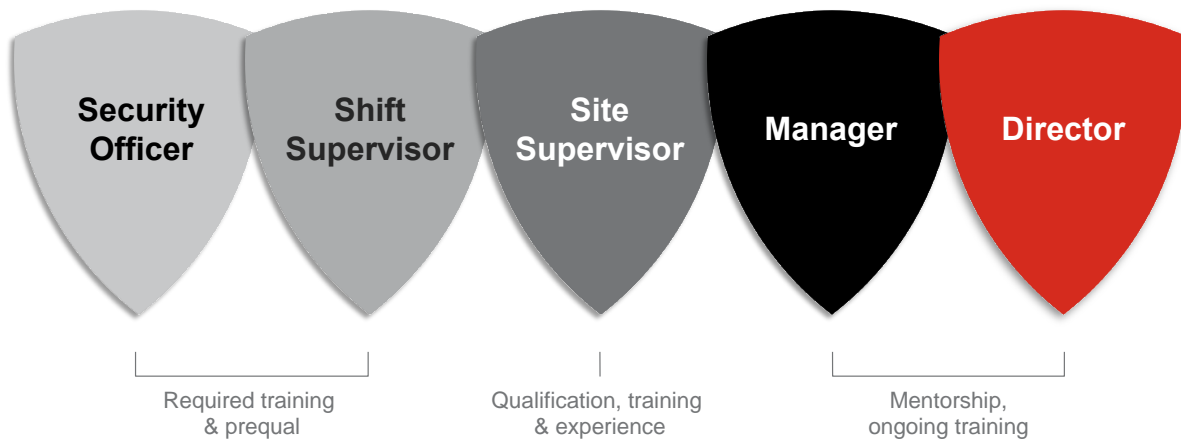 Security
Officer
Shift
Supervisor
Site
Supervisor
Manager
Director
Required training
& prequal
Qualification, training
& experience
Mentorship,
ongoing training